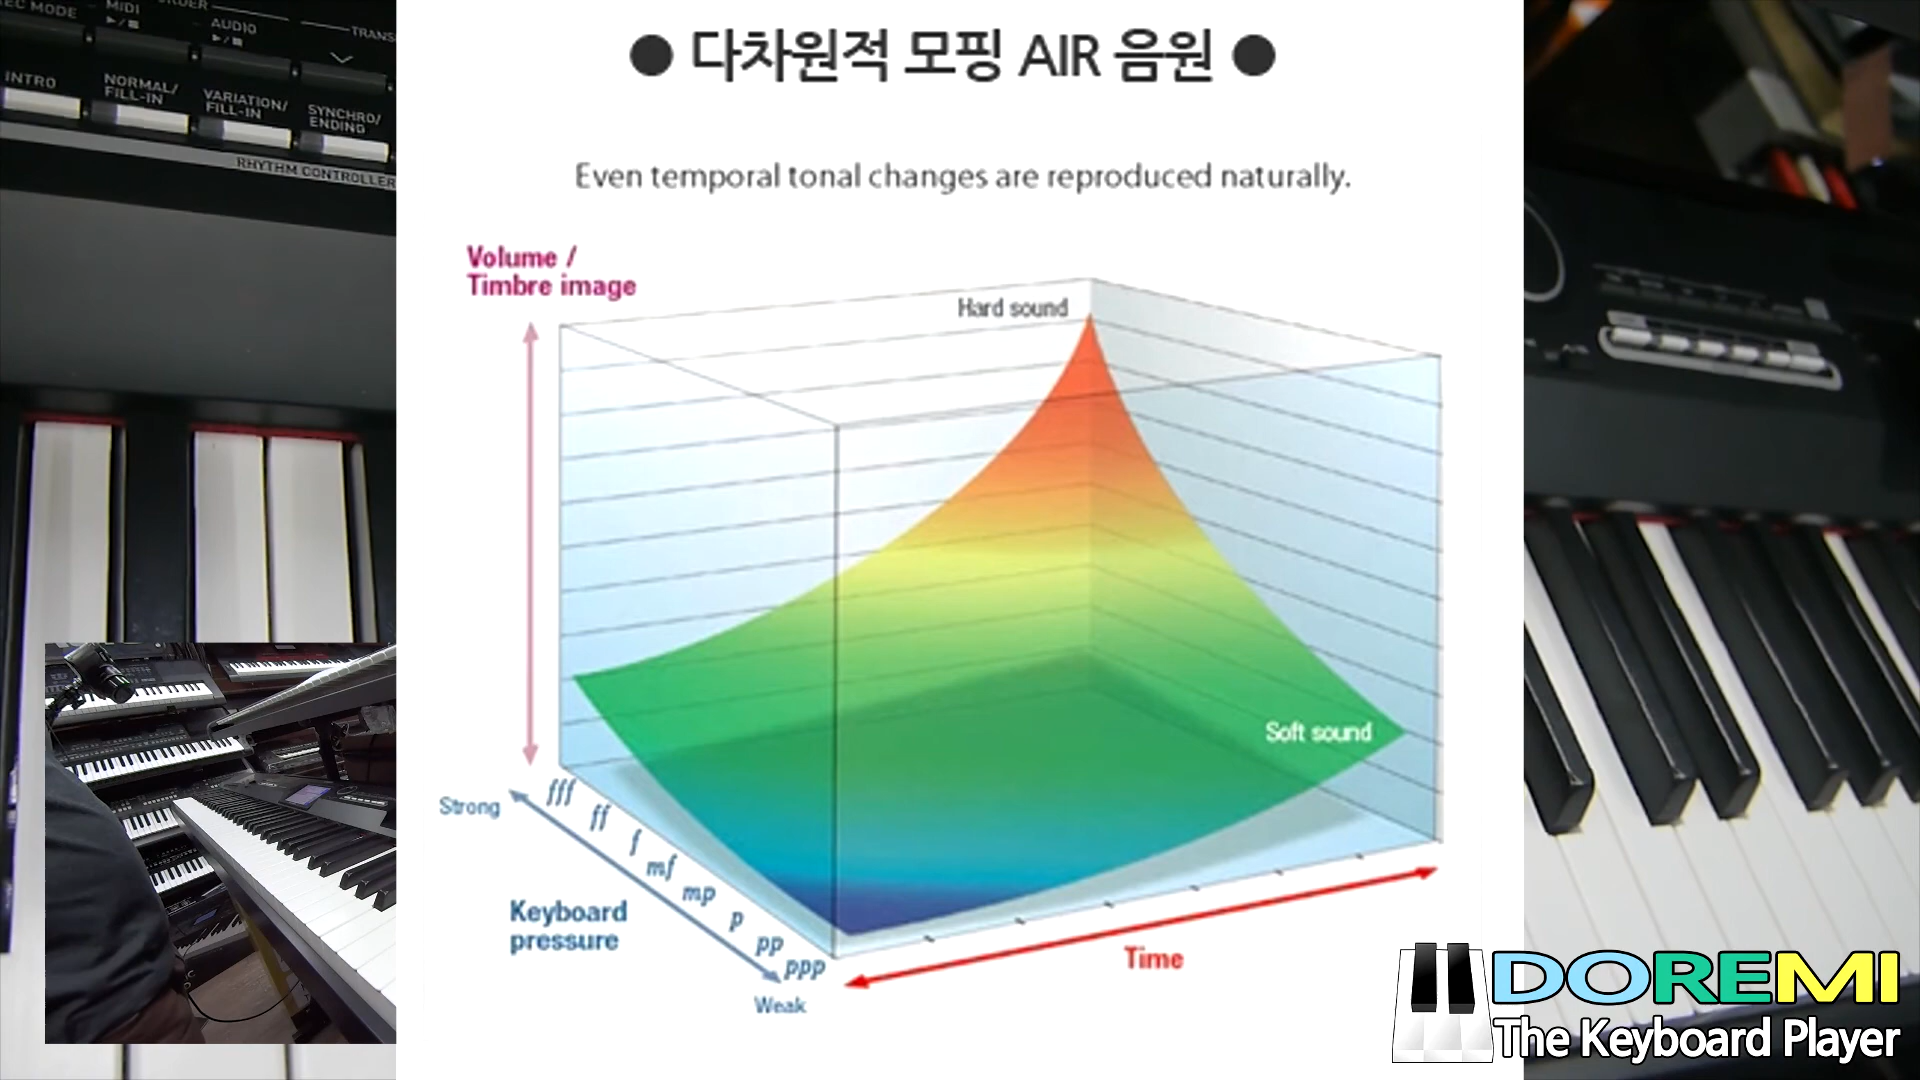 REC MODE
MIDI
AUDIO
INTRO
NORMAL/
FILL-IN
VARIATION/
FILL-IN
SYNCHRO/
ENDING
RHYTHM CONTROLLER
● 다차원적 모핑 AIR 음원 ●
Even temporal tonal changes are reproduced naturally.
Volume /
Timbre image
Hard sound
Soft sound
Strong
fff
ff
f
mf
mp
p
pp
ppp
Weak
Keyboard
pressure
Time
DOREMI
The Keyboard Player